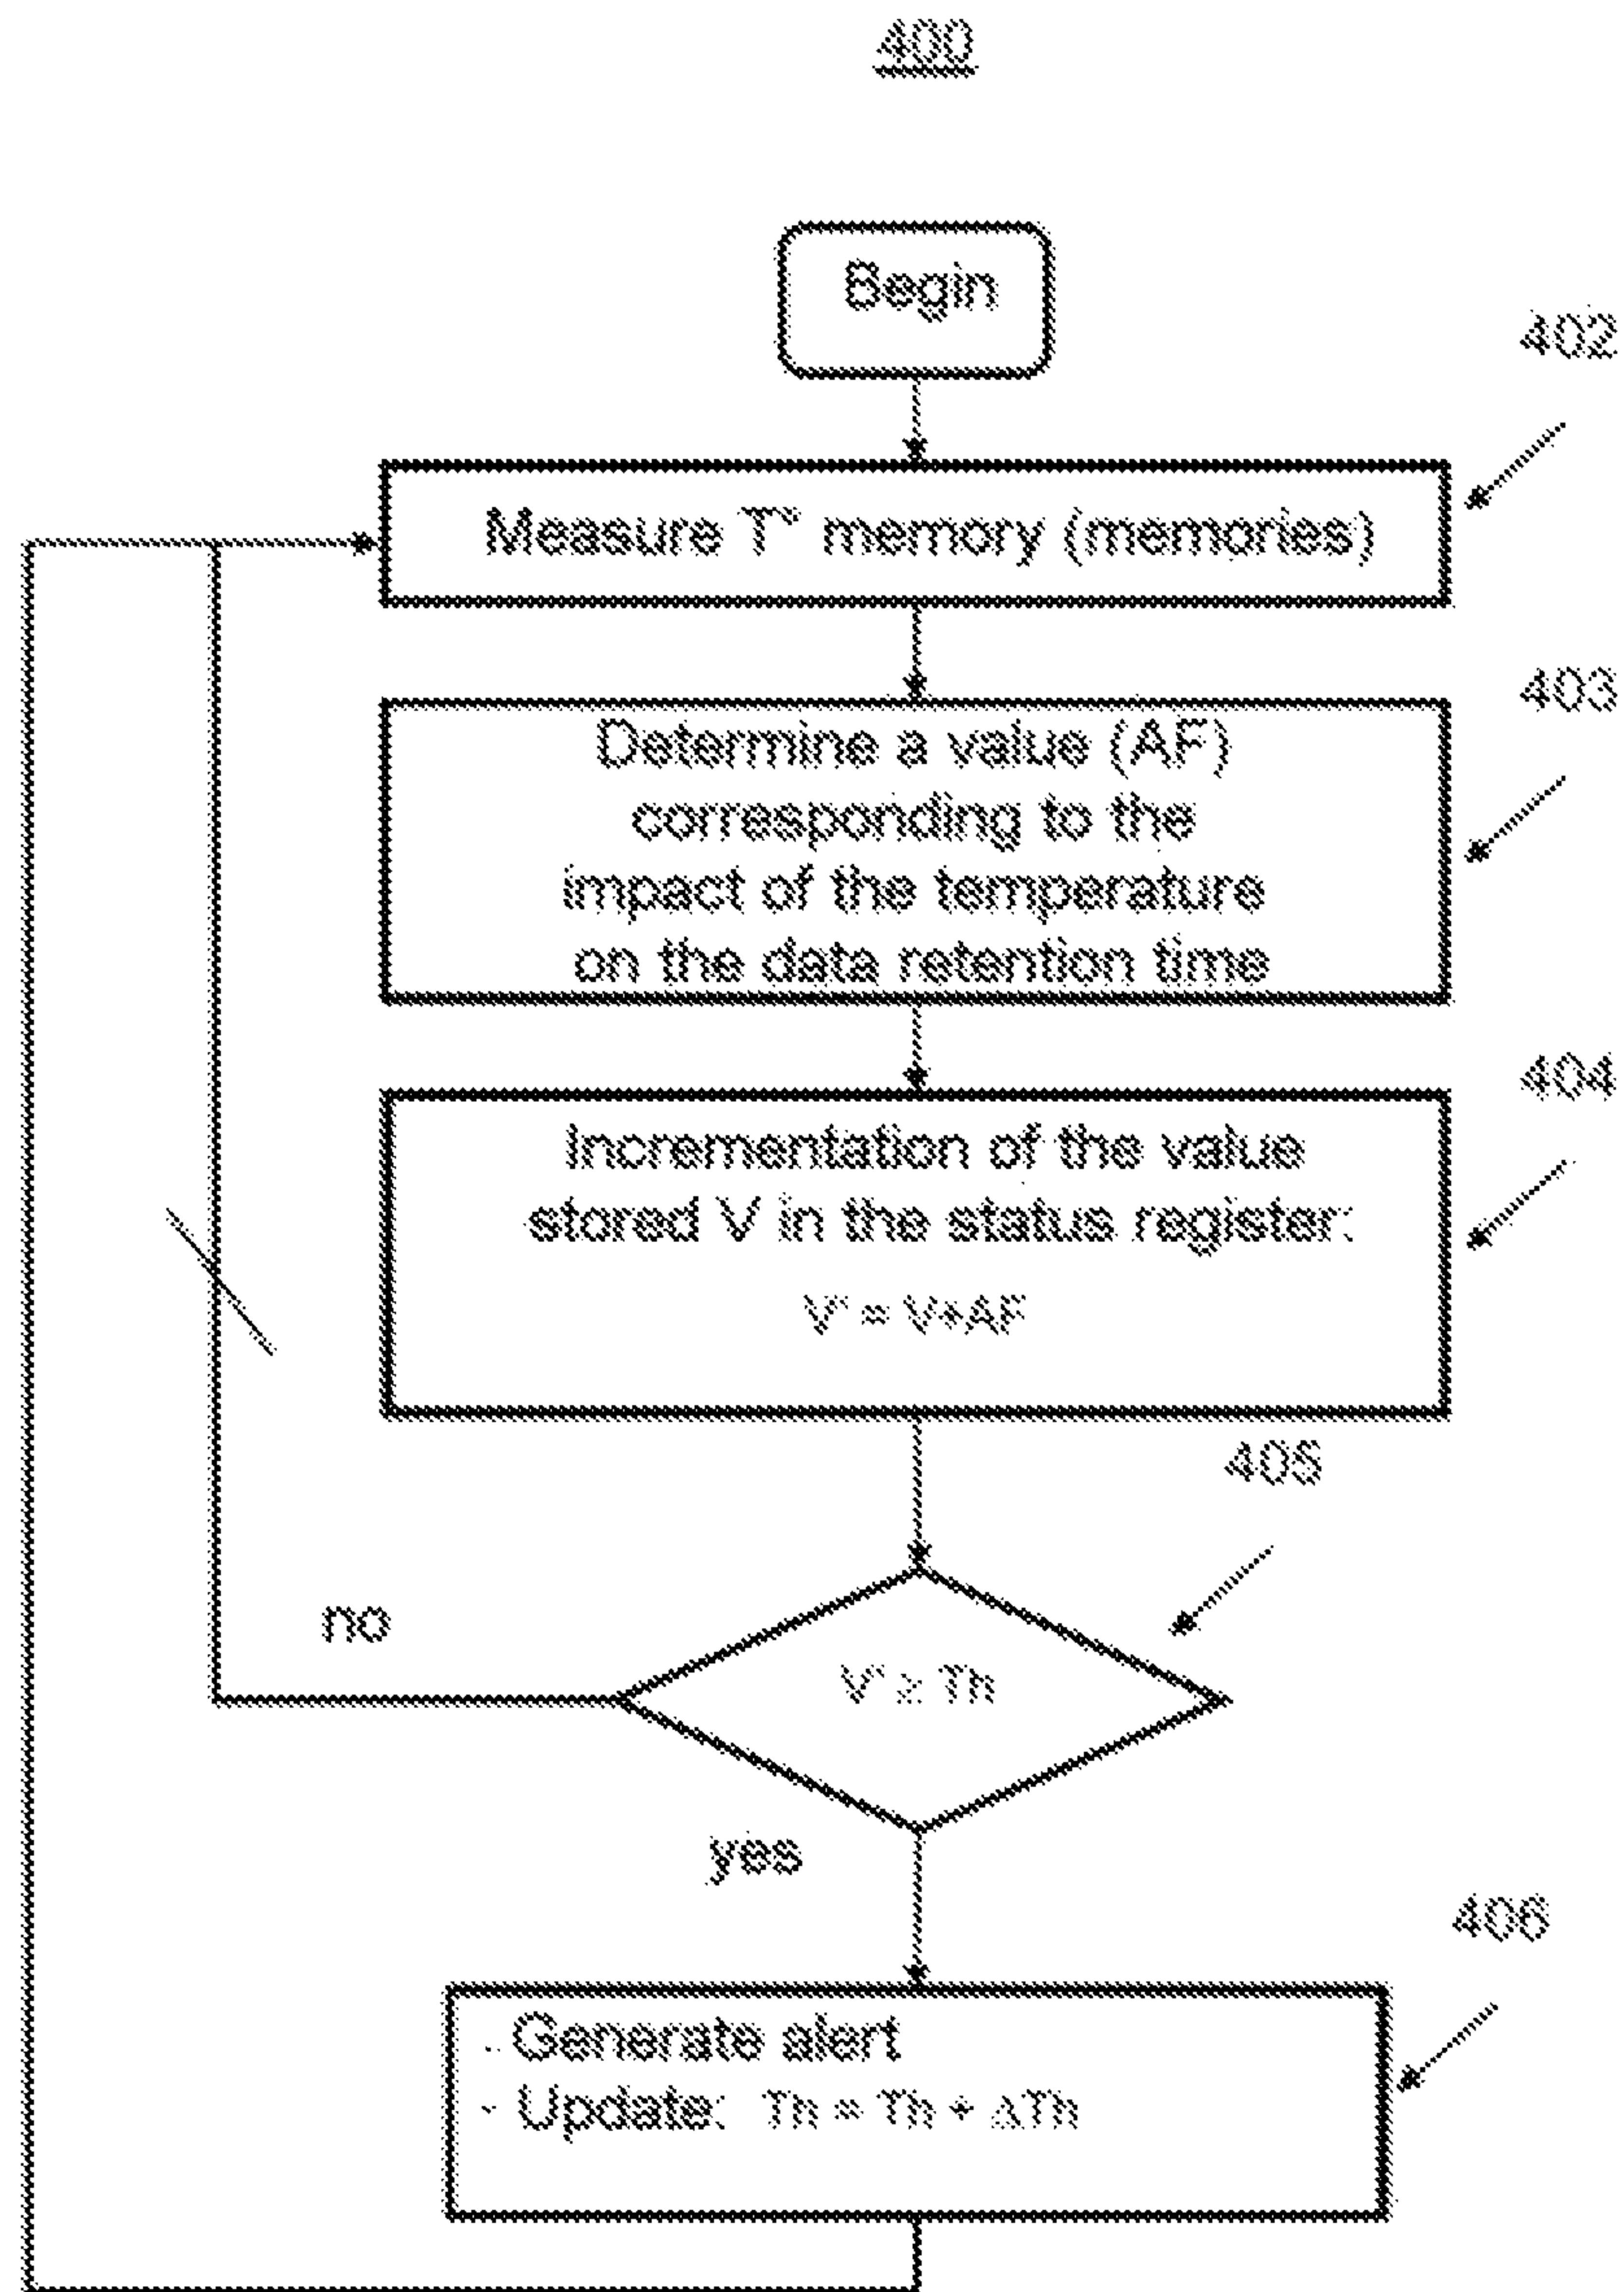 400
Begin
402
Measure T° memory (memories)
403
Determine a value (AF)
corresponding to the
impact of the temperature
on the data retention time
404
Incrementation of the value
stored V in the status register:
V' = V+AF
405
no
V' ≥ Th
yes
406
- Generate alert
- Update: Th = Th + ΔTh